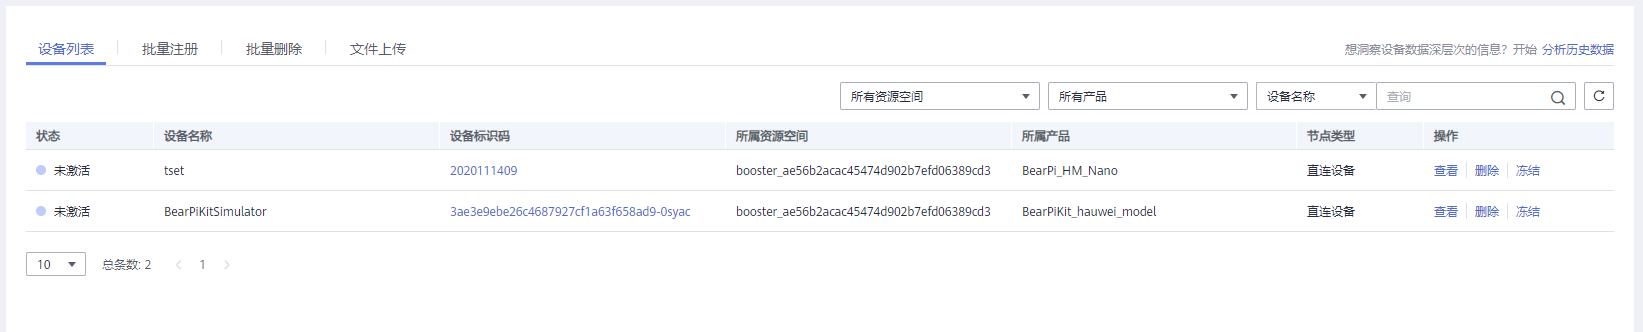 设备列表 批量注册 批量删除 文件上传 想洞察设备数据深层次的信息？开始 分析历史数据
所有资源空间 所有产品 设备名称 查询
状态 设备名称 设备标识码 所属资源空间 所属产品 节点类型 操作
未激活 tset 2020111409 booster_ae56b2acac45474d902b7efd06389cd3 BearPi_HM_Nano 直连设备 查看 删除 冻结
未激活 BearPiKitSimulator 3ae3e9ebe26c4687927cf1a63f658ad9-0syac booster_ae56b2acac45474d902b7efd06389cd3 BearPiKit_hauwei_model 直连设备 查看 删除 冻结
10 总条数: 2 < 1 >